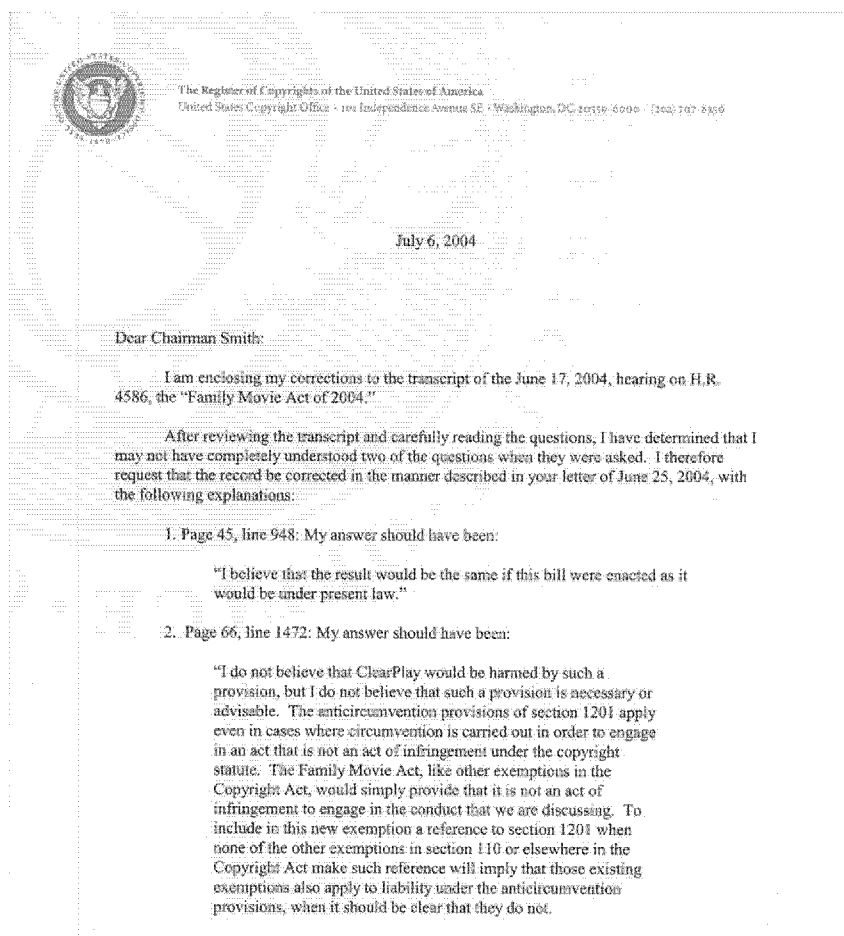 The Register of Copyrights of the United States of America
United States Copyright Office · 101 Independence Avenue SE · Washington, DC 20559-6000 · (202) 707-8350
July 6, 2004
Dear Chairman Smith:
I am enclosing my corrections to the transcript of the June 17, 2004, hearing on H.R.
4586, the “Family Movie Act of 2004.”
After reviewing the transcript and carefully reading the questions, I have determined that I
may not have completely understood two of the questions when they were asked. I therefore
request that the record be corrected in the manner described in your letter of June 25, 2004, with
the following explanations:
1. Page 45, line 948: My answer should have been:
“I believe that the result would be the same if this bill were enacted as it
would be under present law.”
2. Page 66, line 1472: My answer should have been:
“I do not believe that ClearPlay would be harmed by such a
provision, but I do not believe that such a provision is necessary or
advisable. The anticircumvention provisions of section 1201 apply
even in cases where circumvention is carried out in order to engage
in an act that is not an act of infringement under the copyright
statute. The Family Movie Act, like other exemptions in the
Copyright Act, would simply provide that it is not an act of
infringement to engage in the conduct that we are discussing. To
include in this new exemption a reference to section 1201 when
none of the other exemptions in section 110 or elsewhere in the
Copyright Act make such reference will imply that those existing
exemptions also apply to liability under the anticircumvention
provisions, when it should be clear that they do not.